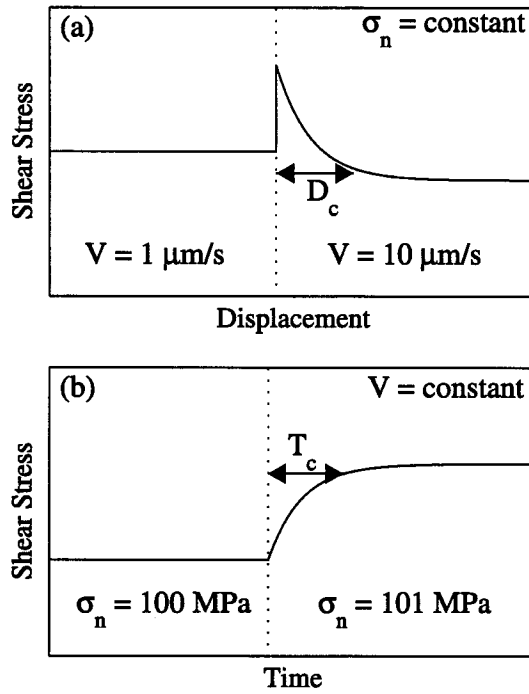 (a) σn = constant
Shear Stress
Dc
V = 1 μm/s V = 10 μm/s
Displacement
(b) V = constant
Shear Stress
Tc
σn = 100 MPa σn = 101 MPa
Time